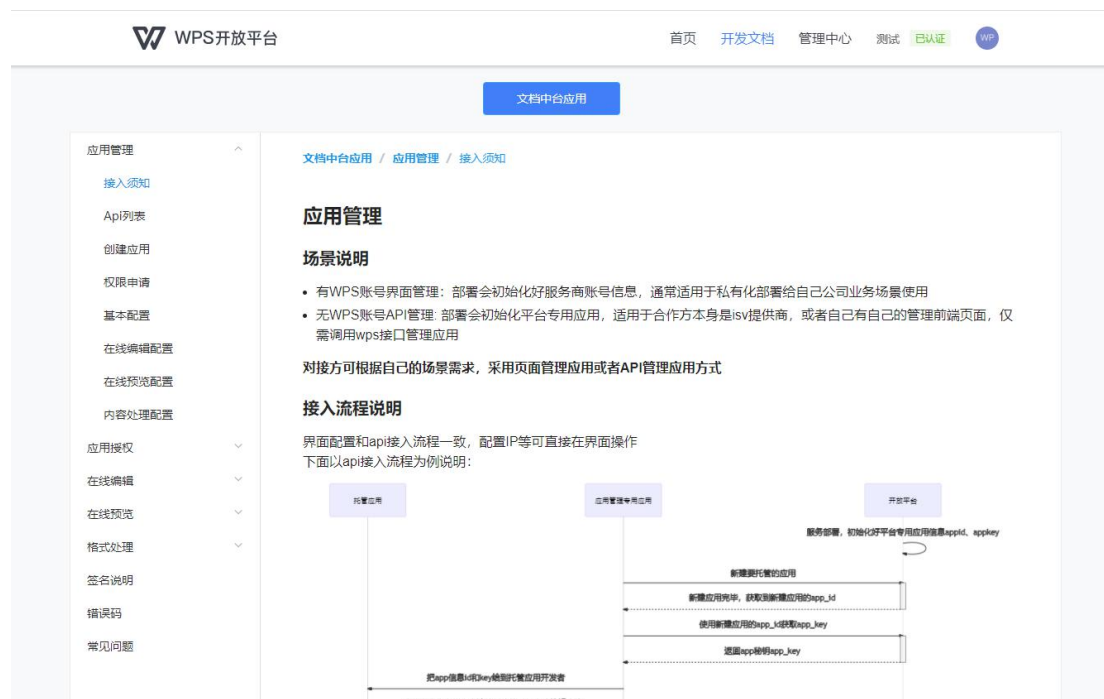 WPS开放平台
首页 开发文档 管理中心 测试 已认证 WP
文档中台应用
应用管理
接入须知
Api列表
创建应用
权限申请
基本配置
在线编辑配置
在线预览配置
内容处理配置
应用授权
在线编辑
在线预览
格式处理
签名说明
错误码
常见问题
文档中台应用 / 应用管理 / 接入须知
应用管理
场景说明
• 有WPS账号界面管理：部署会初始化好服务商账号信息，通常适用于私有化部署给自己公司业务场景使用
• 无WPS账号API管理: 部署会初始化平台专用应用，适用于合作方本身是isv提供商，或者自己有自己的管理前端页面，仅
需调用wps接口管理应用
对接方可根据自己的场景需求，采用页面管理应用或者API管理应用方式
接入流程说明
界面配置和api接入流程一致，配置IP等可直接在界面操作
下面以api接入流程为例说明：
托管应用 应用管理专用应用 开放平台
服务部署，初始化好平台专用应用信息appid、appkey
新建要托管的应用
新建应用完毕，获取到新建应用的app_id
使用新建应用的app_id获取app_key
返回app秘钥app_key
把app信息id和key给到托管应用开发者